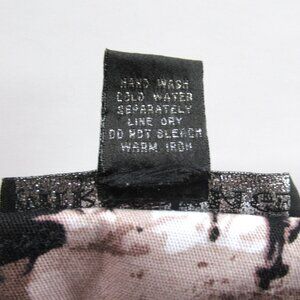 HAND WASH
COLD WATER
SEPARATELY
LINE DRY
DO NOT BLEACH
WARM IRON